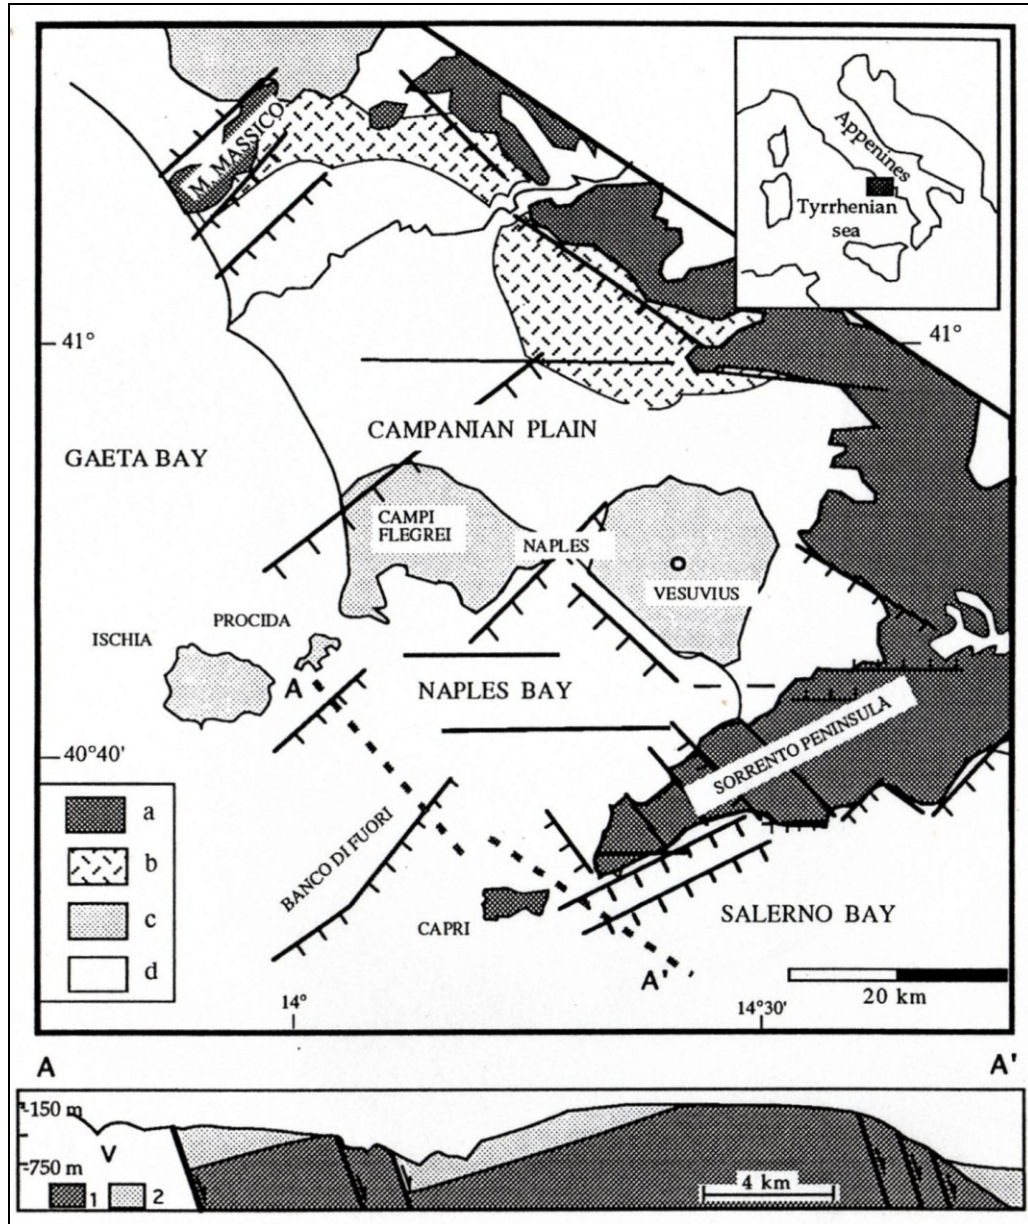 M. MASSICO
Appenines
Tyrrhenian
sea
41°
41°
CAMPANIAN PLAIN
GAETA BAY
CAMPI
FLEGREI
NAPLES
VESUVIUS
PROCIDA
ISCHIA
A
NAPLES BAY
SORRENTO PENINSULA
40°40'
a
b
c
d
BANCO DI FUORI
CAPRI
SALERNO BAY
A'
20 km
14°
14°30'
A
A'
-150 m
V
-750 m
1
2
4 km